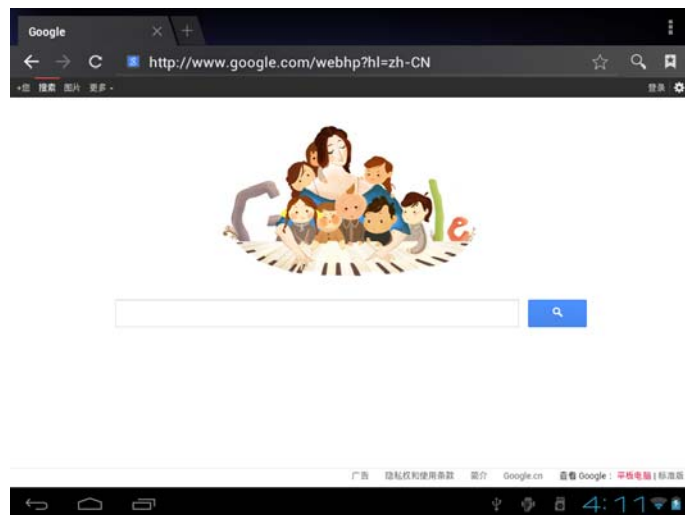 Google
http://www.google.com/webhp?hl=zh-CN
+您 搜索 图片 更多
登录
G le
广告 隐私权和使用条款 简介 Google.cn 查看 Google： 平板电脑 | 标准版
4:11